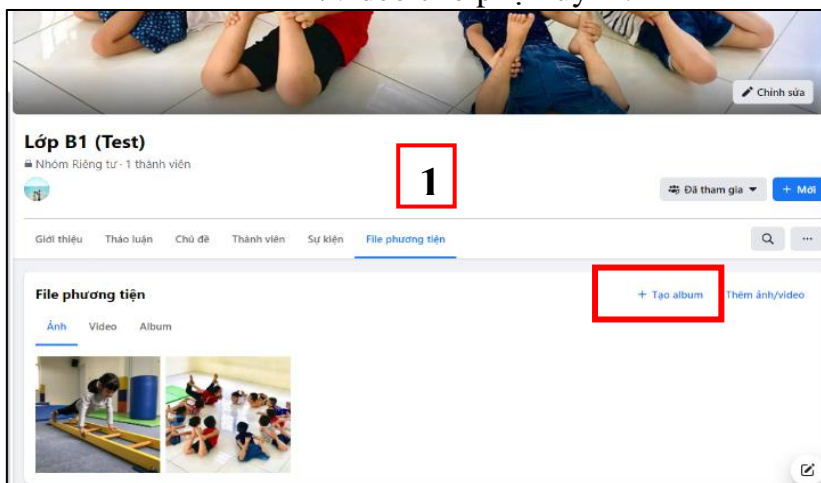 Chỉnh sửa
Lớp B1 (Test)
Nhóm Riêng tư · 1 thành viên
1
Đã tham gia
+ Mời
Giới thiệu Thảo luận Chủ đề Thành viên Sự kiện File phương tiện
File phương tiện
+ Tạo album Thêm ảnh/video
Ảnh Video Album